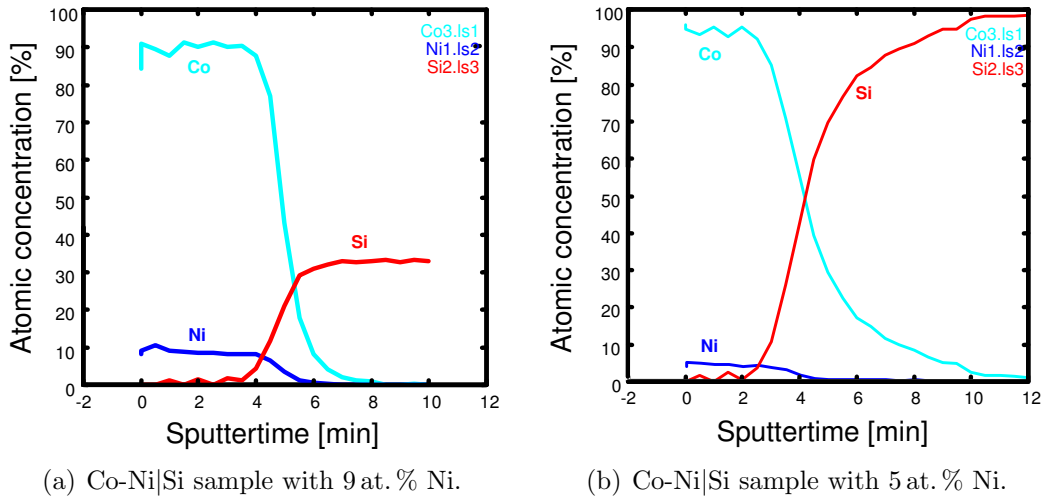 Atomic concentration [%]
100
90
80
70
60
50
40
30
20
10
0
-2
0
2
4
6
8
10
12
Sputtertime [min]
Co3.ls1
Ni1.ls2
Si2.ls3
Co
Si
Ni
(a) Co-Ni|Si sample with 9 at. % Ni.
Atomic concentration [%]
100
90
80
70
60
50
40
30
20
10
0
-2
0
2
4
6
8
10
12
Sputtertime [min]
Co3.ls1
Ni1.ls2
Si2.ls3
Co
Si
Ni
(b) Co-Ni|Si sample with 5 at. % Ni.